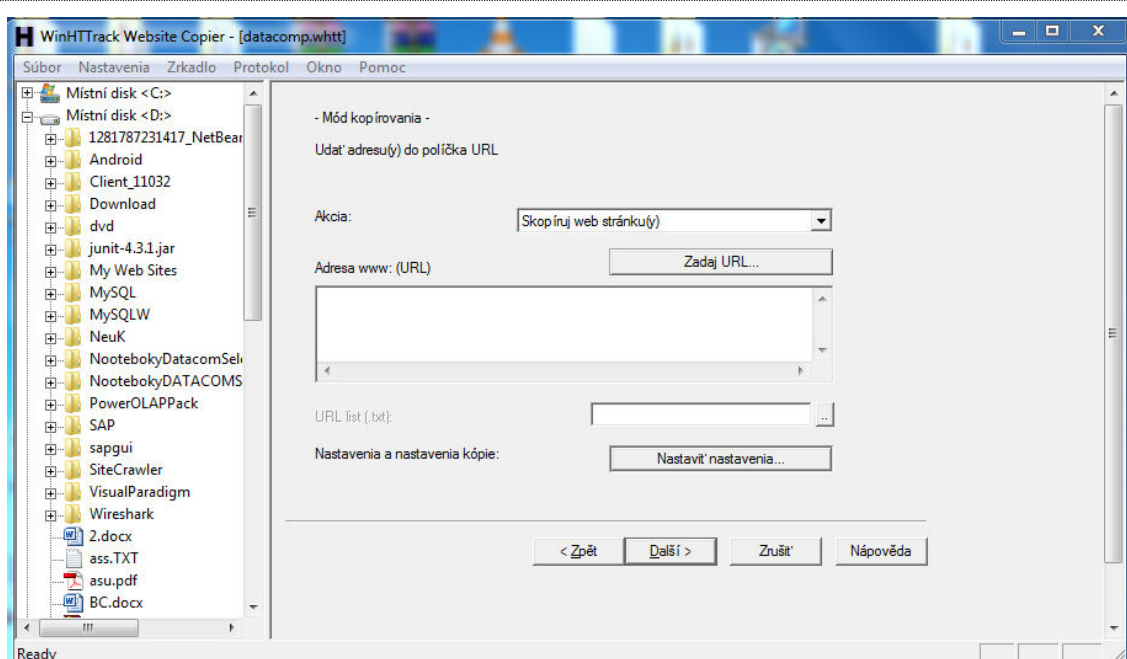 WinHTTrack Website Copier - [datacomp.whtt]
Súbor Nastavenia Zrkadlo Protokol Okno Pomoc
Místní disk <C:>
Místní disk <D:>
1281787231417_NetBear
Android
Client_11032
Download
dvd
junit-4.3.1.jar
My Web Sites
MySQL
MySQLW
NeuK
NootebokyDatacomSel
NootebokyDATACOMS
PowerOLAPPack
SAP
sapgui
SiteCrawler
VisualParadigm
Wireshark
2.docx
ass.TXT
asu.pdf
BC.docx
- Mód kopírovania -
Udať adresu(y) do políčka URL
Akcia:
Skopíruj web stránku(y)
Adresa www: (URL)
Zadaj URL...
URL list (.txt):
..
Nastavenia a nastavenia kópie:
Nastaviť nastavenia...
< Zpět Další > Zrušiť Nápověda
Ready